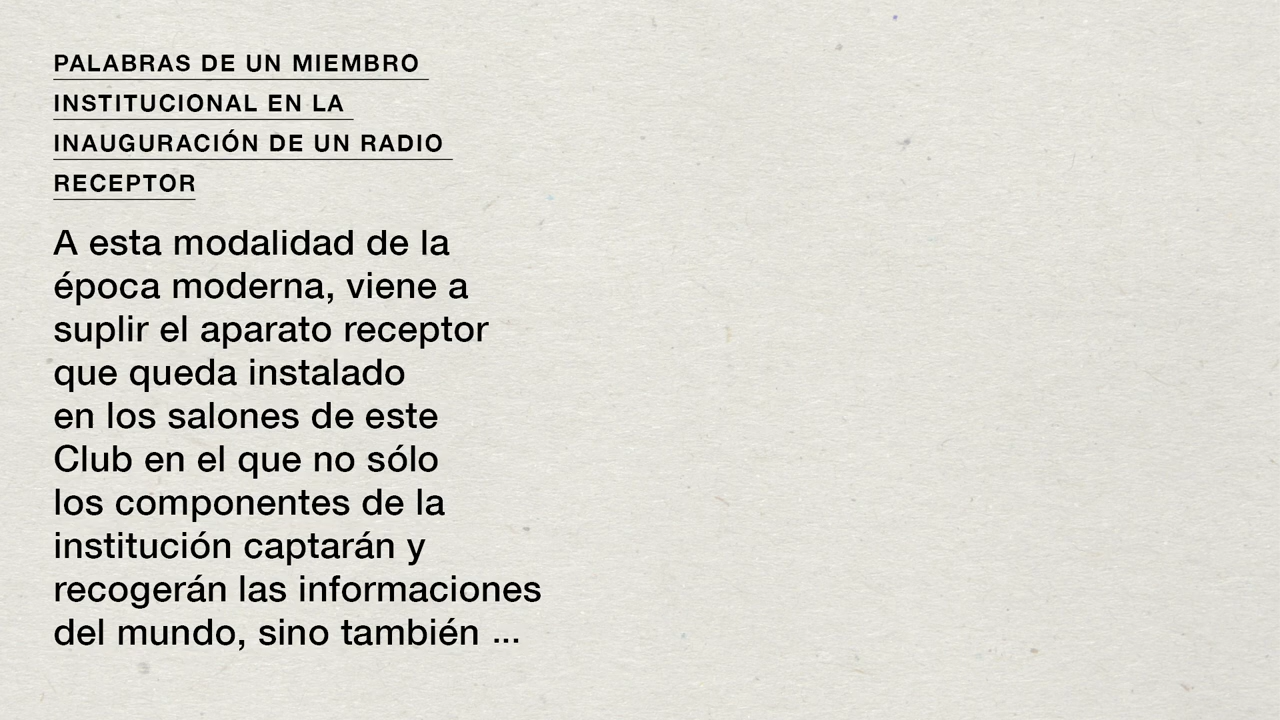 PALABRAS DE UN MIEMBRO
INSTITUCIONAL EN LA
INAUGURACIÓN DE UN RADIO
RECEPTOR
A esta modalidad de la
época moderna, viene a
suplir el aparato receptor
que queda instalado
en los salones de este
Club en el que no sólo
los componentes de la
institución captarán y
recogerán las informaciones
del mundo, sino también ...